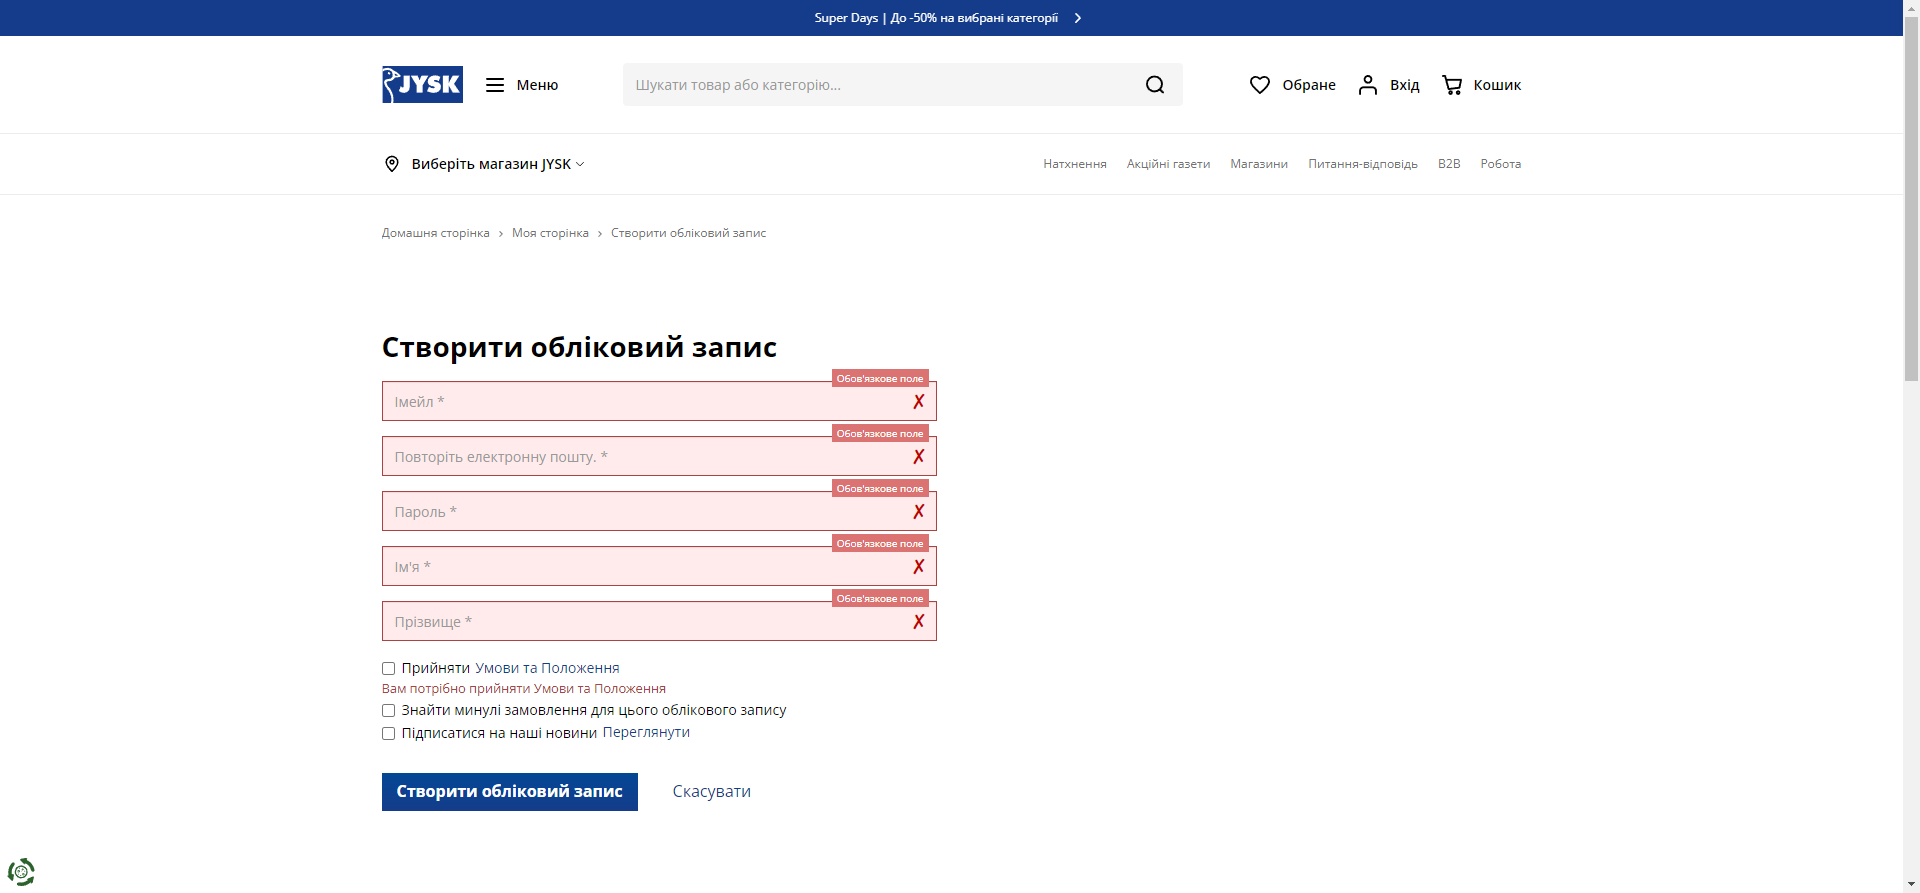 Super Days | До -50% на вибрані категорії
JYSK
Меню
Шукати товар або категорію...
Обране
Вхід
Кошик
Виберіть магазин JYSK
Натхнення
Акційні газети
Магазини
Питання-відповідь
B2B
Робота
Домашня сторінка > Моя сторінка > Створити обліковий запис
Створити обліковий запис
Обов'язкове поле
Імейл *
✗
Обов'язкове поле
Повторіть електронну пошту. *
✗
Обов'язкове поле
Пароль *
✗
Обов'язкове поле
Ім'я *
✗
Обов'язкове поле
Прізвище *
✗
Прийняти Умови та Положення
Вам потрібно прийняти Умови та Положення
Знайти минулі замовлення для цього облікового запису
Підписатися на наші новини Переглянути
Створити обліковий запис
Скасувати